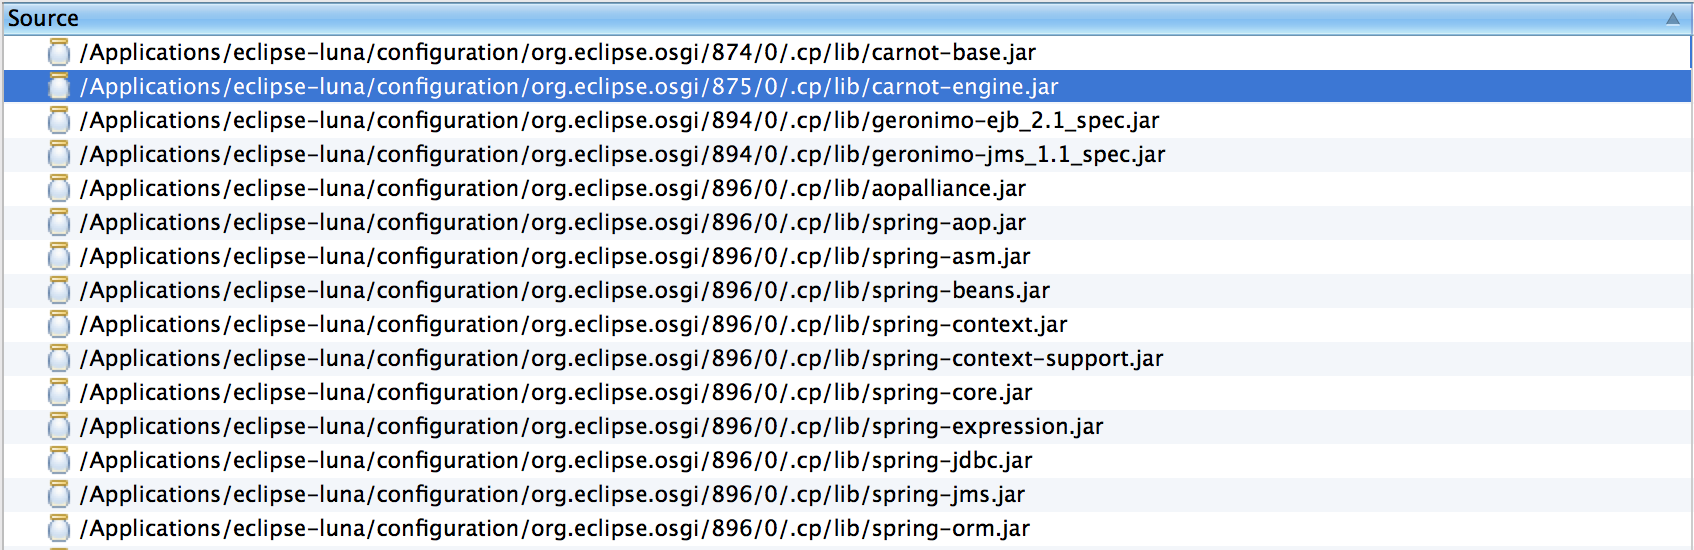 Source
/Applications/eclipse-luna/configuration/org.eclipse.osgi/874/0/.cp/lib/carnot-base.jar
/Applications/eclipse-luna/configuration/org.eclipse.osgi/875/0/.cp/lib/carnot-engine.jar
/Applications/eclipse-luna/configuration/org.eclipse.osgi/894/0/.cp/lib/geronimo-ejb_2.1_spec.jar
/Applications/eclipse-luna/configuration/org.eclipse.osgi/894/0/.cp/lib/geronimo-jms_1.1_spec.jar
/Applications/eclipse-luna/configuration/org.eclipse.osgi/896/0/.cp/lib/aopalliance.jar
/Applications/eclipse-luna/configuration/org.eclipse.osgi/896/0/.cp/lib/spring-aop.jar
/Applications/eclipse-luna/configuration/org.eclipse.osgi/896/0/.cp/lib/spring-asm.jar
/Applications/eclipse-luna/configuration/org.eclipse.osgi/896/0/.cp/lib/spring-beans.jar
/Applications/eclipse-luna/configuration/org.eclipse.osgi/896/0/.cp/lib/spring-context.jar
/Applications/eclipse-luna/configuration/org.eclipse.osgi/896/0/.cp/lib/spring-context-support.jar
/Applications/eclipse-luna/configuration/org.eclipse.osgi/896/0/.cp/lib/spring-core.jar
/Applications/eclipse-luna/configuration/org.eclipse.osgi/896/0/.cp/lib/spring-expression.jar
/Applications/eclipse-luna/configuration/org.eclipse.osgi/896/0/.cp/lib/spring-jdbc.jar
/Applications/eclipse-luna/configuration/org.eclipse.osgi/896/0/.cp/lib/spring-jms.jar
/Applications/eclipse-luna/configuration/org.eclipse.osgi/896/0/.cp/lib/spring-orm.jar